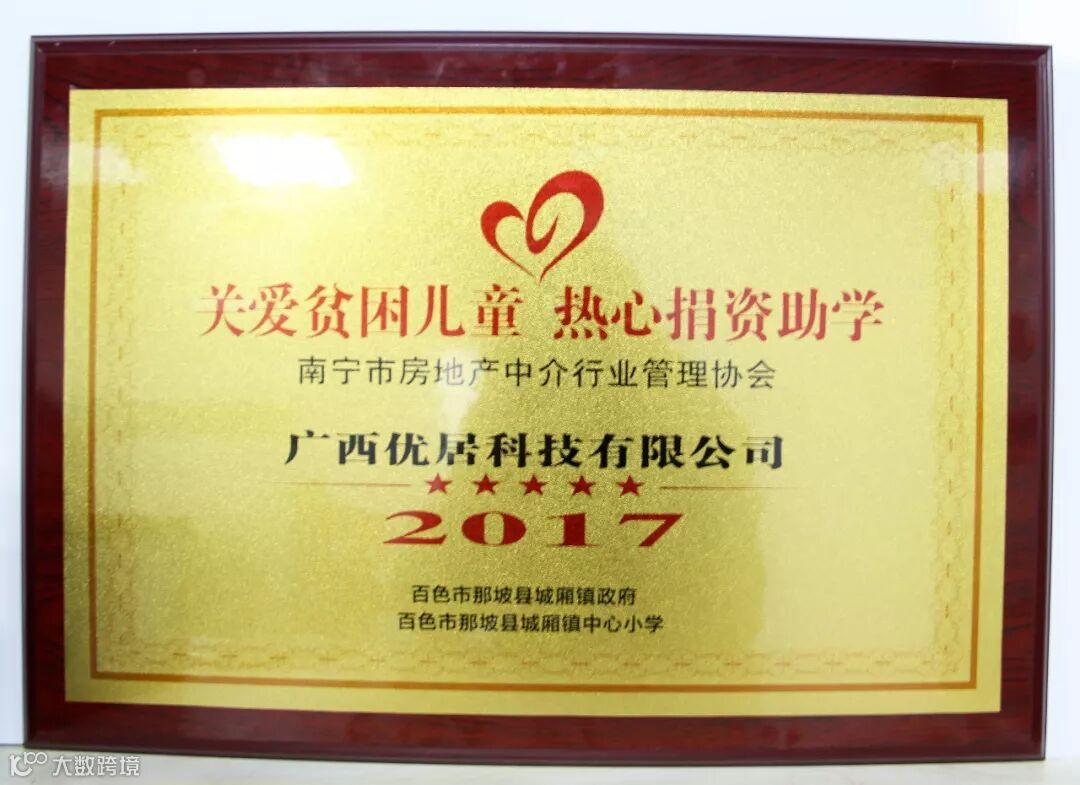 关爱贫困儿童 热心捐资助学
南宁市房地产中介行业管理协会
广西优居科技有限公司
2017
百色市那坡县城厢镇政府
百色市那坡县城厢镇中心小学
大数跨境